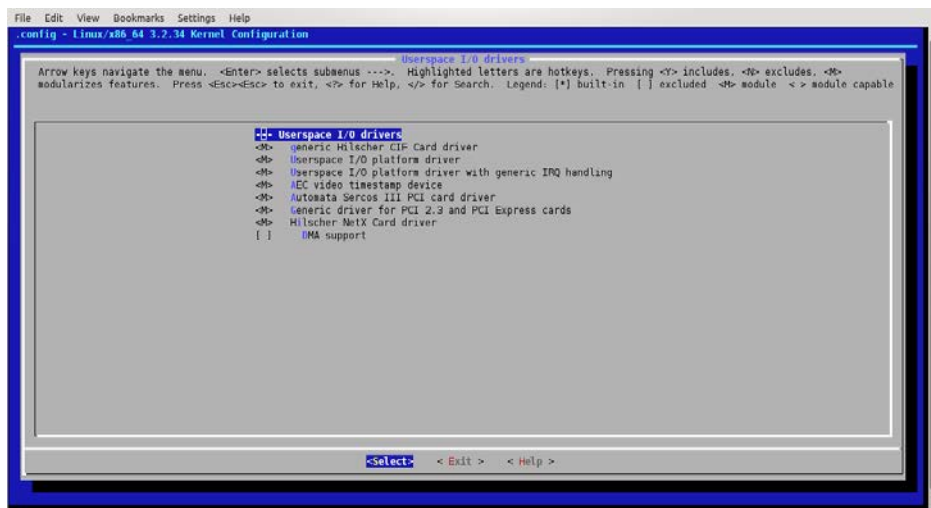 File Edit View Bookmarks Settings Help
.config - Linux/x86_64 3.2.34 Kernel Configuration
Userspace I/O drivers
Arrow keys navigate the menu. <Enter> selects submenus --->. Highlighted letters are hotkeys. Pressing <Y> includes, <N> excludes, <M>
modularizes features. Press <Esc><Esc> to exit, <?> for Help, </> for Search. Legend: [*] built-in [ ] excluded <M> module < > module capable
--- Userspace I/O drivers
<M> generic Hilscher CIF Card driver
<M> Userspace I/O platform driver
<M> Userspace I/O platform driver with generic IRQ handling
<M> AEC video timestamp device
<M> Automata Sercos III PCI card driver
<M> Generic driver for PCI 2.3 and PCI Express cards
<M> Hilscher NetX Card driver
[ ] DMA support
<Select> < Exit > < Help >